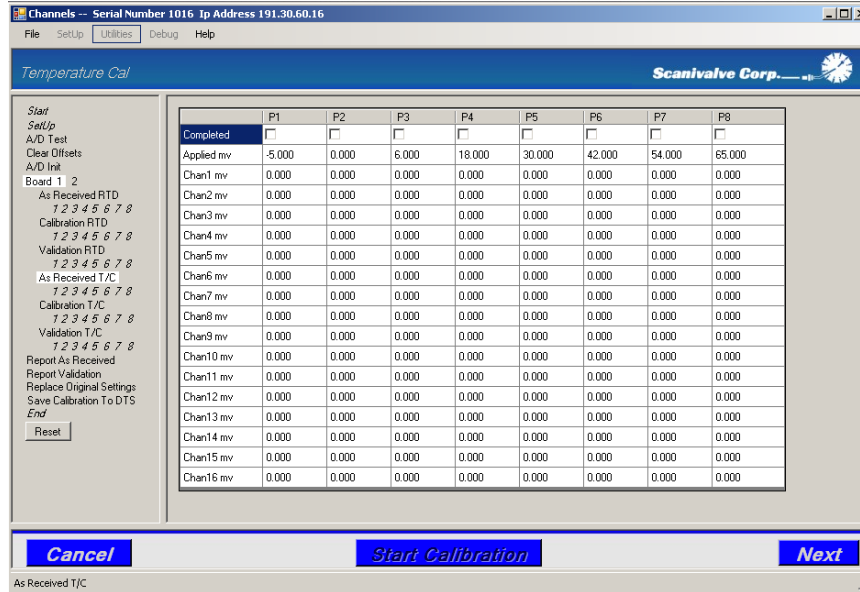 Channels -- Serial Number 1016 Ip Address 191.30.60.16
File SetUp Utilities Debug Help
Temperature Cal
Scanivalve Corp.
Start
SetUp
A/D Test
Clear Offsets
A/D Init
Board 1 2
As Received RTD
1 2 3 4 5 6 7 8
Calibration RTD
1 2 3 4 5 6 7 8
Validation RTD
1 2 3 4 5 6 7 8
As Received T/C
1 2 3 4 5 6 7 8
Calibration T/C
1 2 3 4 5 6 7 8
Validation T/C
1 2 3 4 5 6 7 8
Report As Received
Report Validation
Replace Original Settings
Save Calibration To DTS
End
Reset
P1 P2 P3 P4 P5 P6 P7 P8
Completed
Applied mv -5.000 0.000 6.000 18.000 30.000 42.000 54.000 65.000
Chan1 mv 0.000 0.000 0.000 0.000 0.000 0.000 0.000 0.000
Chan2 mv 0.000 0.000 0.000 0.000 0.000 0.000 0.000 0.000
Chan3 mv 0.000 0.000 0.000 0.000 0.000 0.000 0.000 0.000
Chan4 mv 0.000 0.000 0.000 0.000 0.000 0.000 0.000 0.000
Chan5 mv 0.000 0.000 0.000 0.000 0.000 0.000 0.000 0.000
Chan6 mv 0.000 0.000 0.000 0.000 0.000 0.000 0.000 0.000
Chan7 mv 0.000 0.000 0.000 0.000 0.000 0.000 0.000 0.000
Chan8 mv 0.000 0.000 0.000 0.000 0.000 0.000 0.000 0.000
Chan9 mv 0.000 0.000 0.000 0.000 0.000 0.000 0.000 0.000
Chan10 mv 0.000 0.000 0.000 0.000 0.000 0.000 0.000 0.000
Chan11 mv 0.000 0.000 0.000 0.000 0.000 0.000 0.000 0.000
Chan12 mv 0.000 0.000 0.000 0.000 0.000 0.000 0.000 0.000
Chan13 mv 0.000 0.000 0.000 0.000 0.000 0.000 0.000 0.000
Chan14 mv 0.000 0.000 0.000 0.000 0.000 0.000 0.000 0.000
Chan15 mv 0.000 0.000 0.000 0.000 0.000 0.000 0.000 0.000
Chan16 mv 0.000 0.000 0.000 0.000 0.000 0.000 0.000 0.000
Cancel Start Calibration Next
As Received T/C